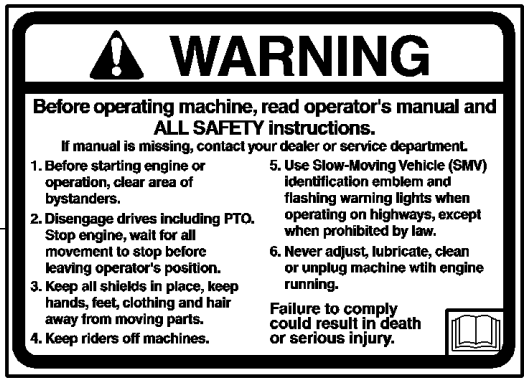 WARNING
Before operating machine, read operator's manual and
ALL SAFETY instructions.
If manual is missing, contact your dealer or service department.
1. Before starting engine or
operation, clear area of
bystanders.
2. Disengage drives including PTO.
Stop engine, wait for all
movement to stop before
leaving operator's position.
3. Keep all shields in place, keep
hands, feet, clothing and hair
away from moving parts.
4. Keep riders off machines.
5. Use Slow-Moving Vehicle (SMV)
identification emblem and
flashing warning lights when
operating on highways, except
when prohibited by law.
6. Never adjust, lubricate, clean
or unplug machine wtih engine
running.
Failure to comply
could result in death
or serious injury.